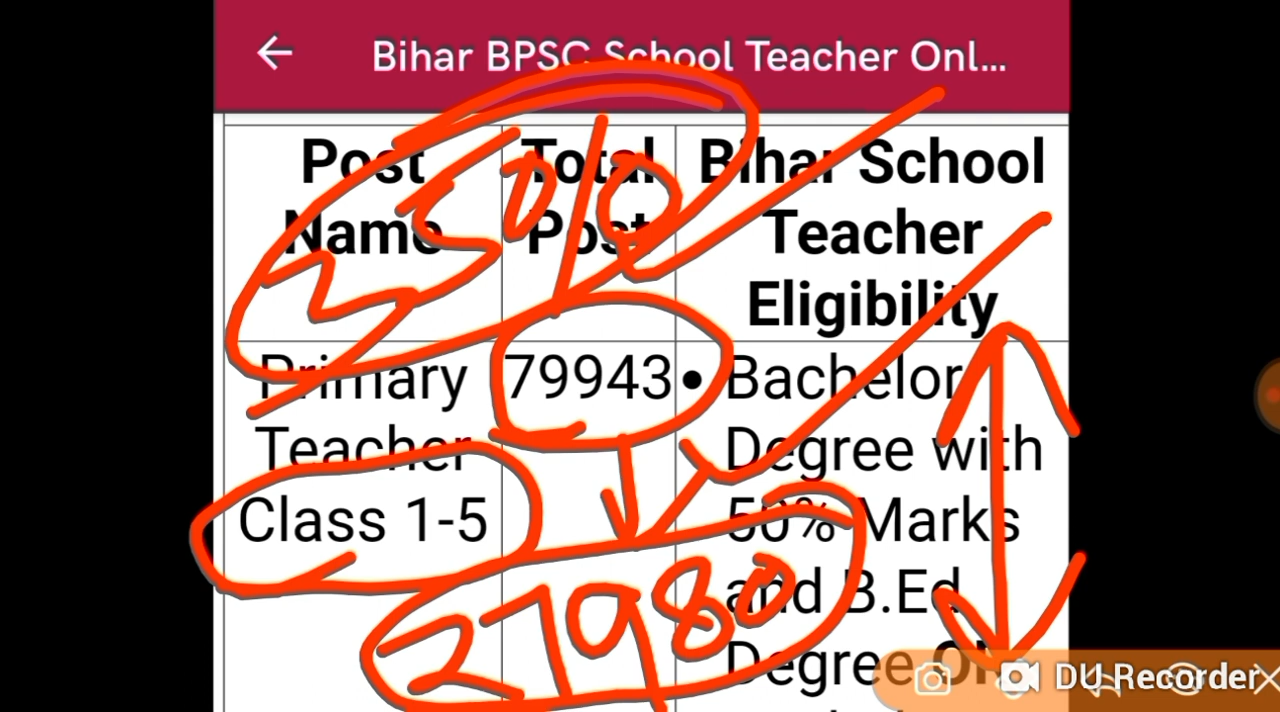 Bihar BPSC School Teacher Onl...
Post
Name
Total
Post
Bihar School
Teacher
Eligibility
35%
Primary
Teacher
Class 1-5
79943
27980
• Bachelor
Degree with
50% Marks
and B.Ed
Degree
DU Recorder